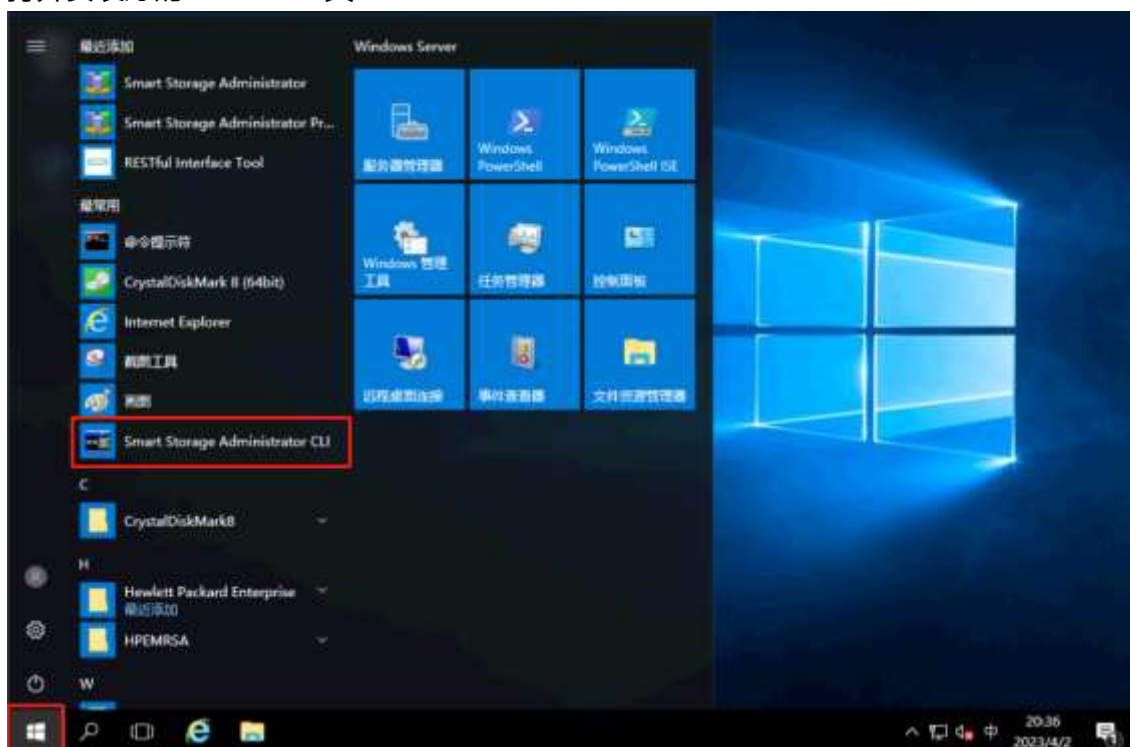 最近添加
Smart Storage Administrator
Smart Storage Administrator Pr...
RESTful Interface Tool
最常用
命令提示符
CrystalDiskMark 8 (64bit)
Internet Explorer
截图工具
画图
Smart Storage Administrator CLI
C
CrystalDiskMark8
H
Hewlett Packard Enterprise
最近添加
HPEMRSA
W
Windows Server
服务器管理器
Windows PowerShell
Windows PowerShell ISE
Windows 管理工具
任务管理器
控制面板
远程桌面连接
事件查看器
文件资源管理器
中
20:36
2023/4/2